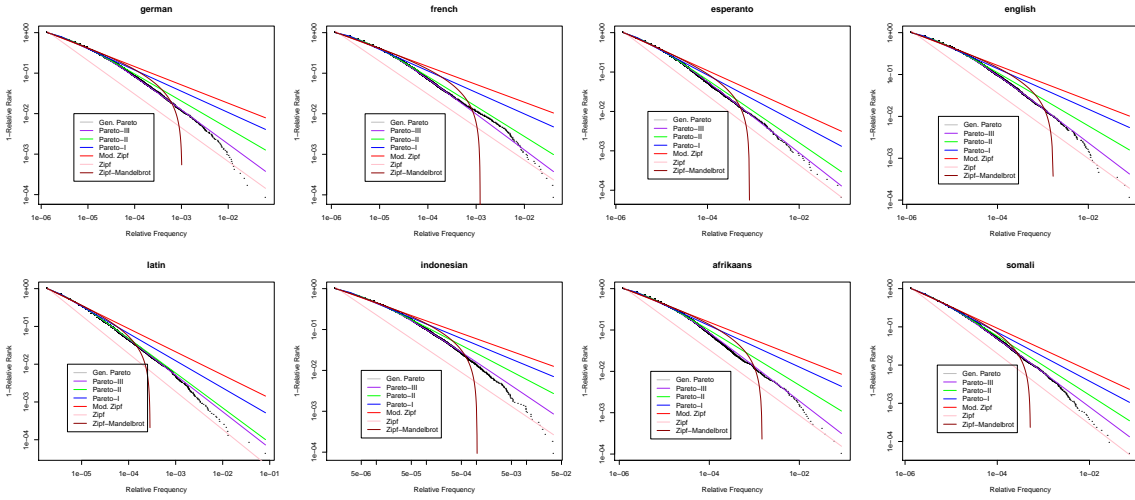 german
1e+00
1e−01
1e−02
1e−03
1e−04
1−Relative Rank
Gen. Pareto
Pareto−III
Pareto−II
Pareto−I
Mod. Zipf
Zipf
Zipf−Mandelbrot
1e−06 1e−05 1e−04 1e−03 1e−02
Relative Frequency
french
1e+00
1e−01
1e−02
1e−03
1e−04
1−Relative Rank
Gen. Pareto
Pareto−III
Pareto−II
Pareto−I
Mod. Zipf
Zipf
Zipf−Mandelbrot
1e−06 1e−05 1e−04 1e−03 1e−02
Relative Frequency
esperanto
1e+00
1e−01
1e−02
1e−03
1e−04
1−Relative Rank
Gen. Pareto
Pareto−III
Pareto−II
Pareto−I
Mod. Zipf
Zipf
Zipf−Mandelbrot
1e−06 1e−04 1e−02
Relative Frequency
english
1e+00
1e−01
1e−02
1e−03
1e−04
1−Relative Rank
Gen. Pareto
Pareto−III
Pareto−II
Pareto−I
Mod. Zipf
Zipf
Zipf−Mandelbrot
1e−06 1e−04 1e−02
Relative Frequency
latin
1e+00
1e−01
1e−02
1e−03
1e−04
1−Relative Rank
Gen. Pareto
Pareto−III
Pareto−II
Pareto−I
Mod. Zipf
Zipf
Zipf−Mandelbrot
1e−05 1e−04 1e−03 1e−02 1e−01
Relative Frequency
indonesian
1e+00
1e−01
1e−02
1e−03
1e−04
1−Relative Rank
Gen. Pareto
Pareto−III
Pareto−II
Pareto−I
Mod. Zipf
Zipf
Zipf−Mandelbrot
5e−06 5e−05 5e−04 5e−03 5e−02
Relative Frequency
afrikaans
1e+00
1e−01
1e−02
1e−03
1e−04
1−Relative Rank
Gen. Pareto
Pareto−III
Pareto−II
Pareto−I
Mod. Zipf
Zipf
Zipf−Mandelbrot
1e−06 1e−04 1e−02
Relative Frequency
somali
1e+00
1e−01
1e−02
1e−03
1e−04
1−Relative Rank
Gen. Pareto
Pareto−III
Pareto−II
Pareto−I
Mod. Zipf
Zipf
Zipf−Mandelbrot
1e−06 1e−04 1e−02
Relative Frequency